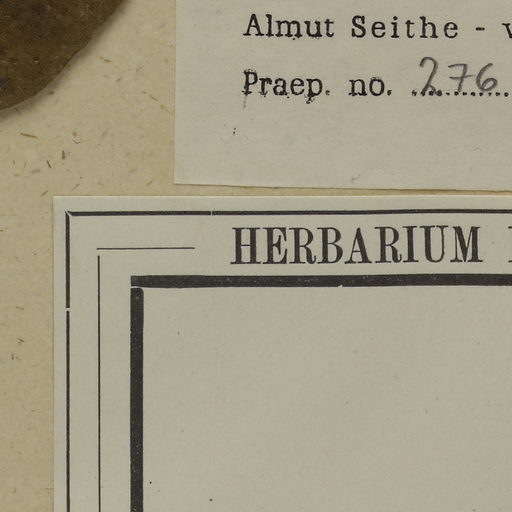 Almut Seithe -
Praep. no. 276
HERBARIUM